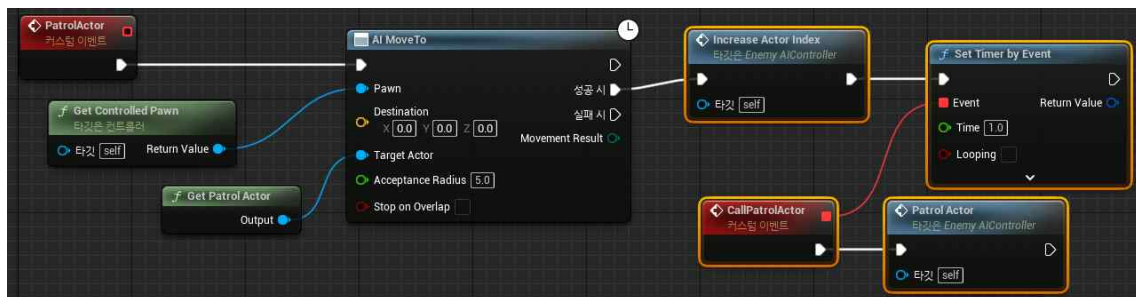 PatrolActor
커스텀 이벤트
f Get Controlled Pawn
타깃은 컨트롤러
타깃 self
Return Value
f Get Patrol Actor
Output
AI MoveTo
Pawn
성공 시
Destination
X 0.0 Y 0.0 Z 0.0
실패 시
Movement Result
Target Actor
Acceptance Radius 5.0
Stop on Overlap
Increase Actor Index
타깃은 Enemy AIController
타깃 self
f Set Timer by Event
Event
Return Value
Time 1.0
Looping
CallPatrolActor
커스텀 이벤트
Patrol Actor
타깃은 Enemy AIController
타깃 self